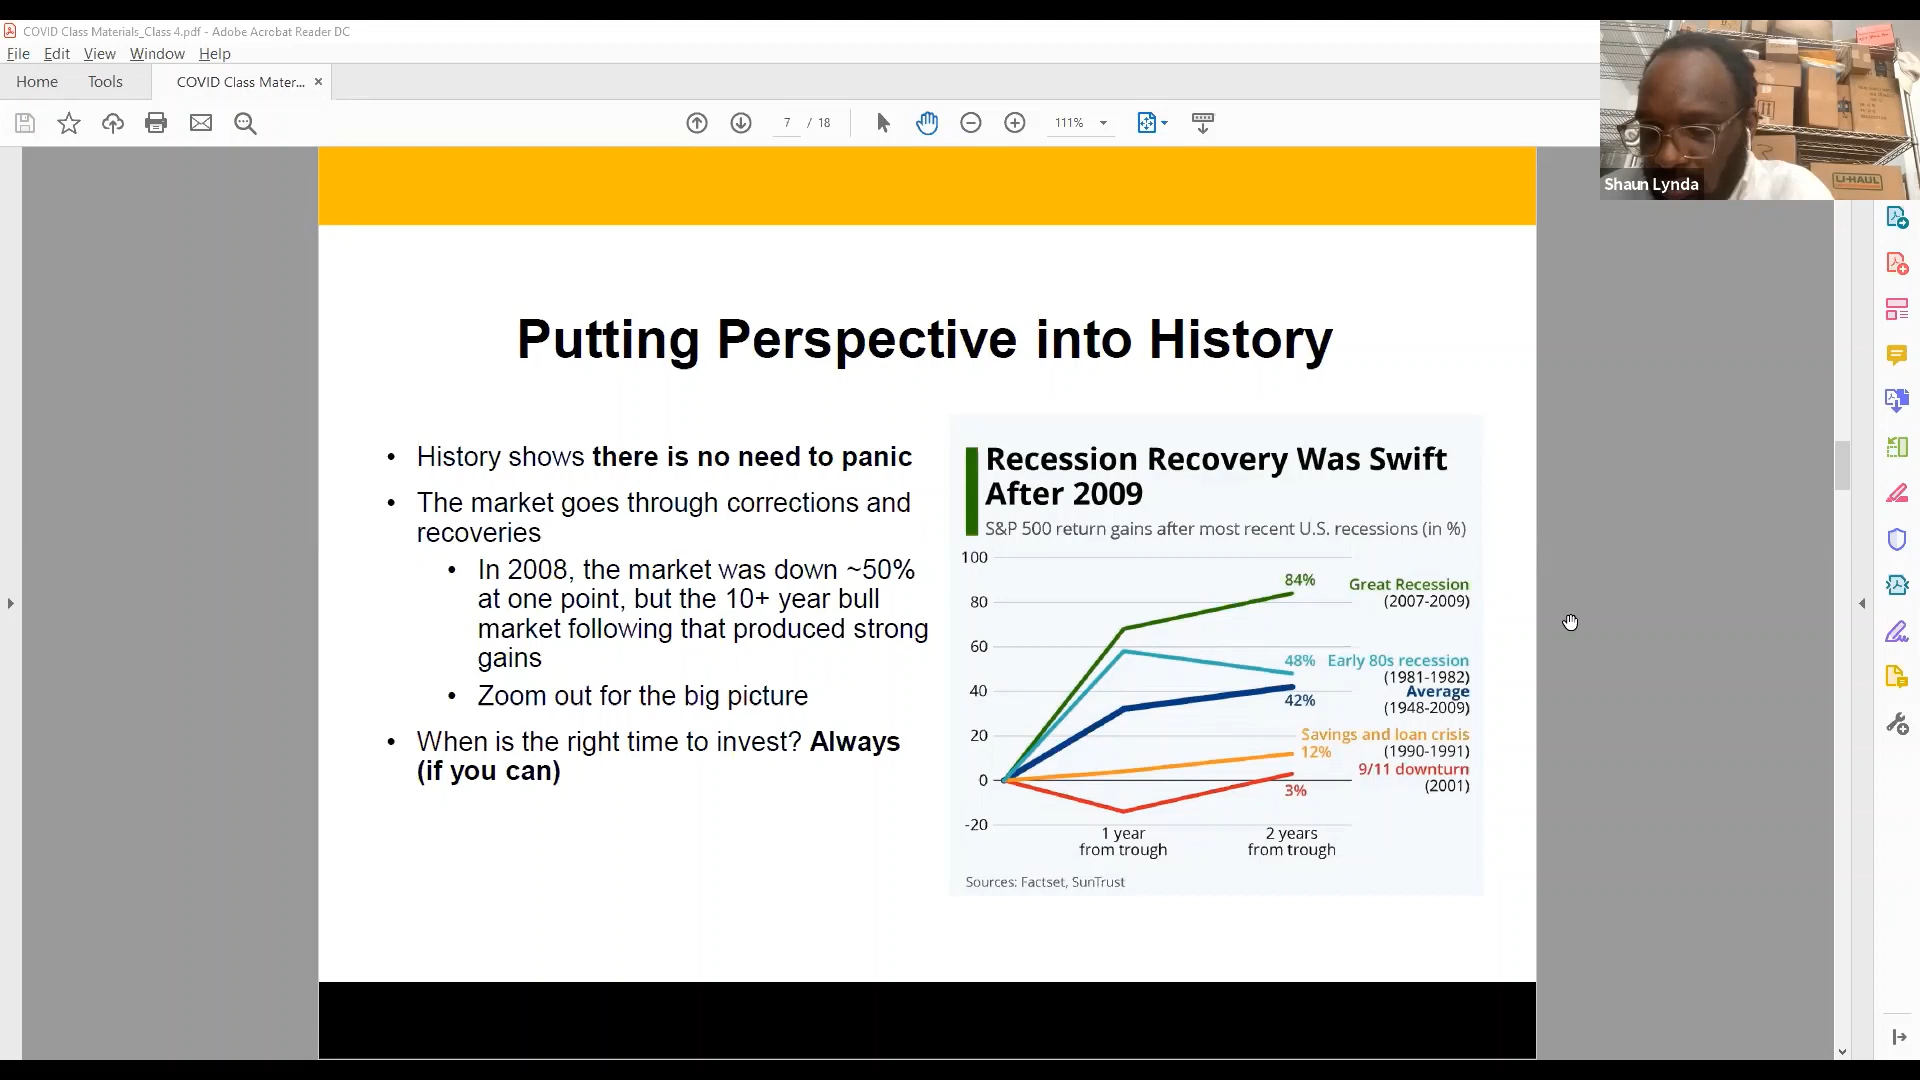 COVID Class Materials_Class 4.pdf - Adobe Acrobat Reader DC
File Edit View Window Help
Home Tools COVID Class Mater... ×
7 / 18 111%
Shaun Lynda
U-HAUL
Putting Perspective into History
• History shows there is no need to panic
• The market goes through corrections and
recoveries
• In 2008, the market was down ~50%
at one point, but the 10+ year bull
market following that produced strong
gains
• Zoom out for the big picture
• When is the right time to invest? Always
(if you can)
Recession Recovery Was Swift
After 2009
S&P 500 return gains after most recent U.S. recessions (in %)
100
80
60
40
20
0
-20
84%
Great Recession
(2007-2009)
48% Early 80s recession
(1981-1982)
Average
42% (1948-2009)
Savings and loan crisis
12% (1990-1991)
9/11 downturn
3% (2001)
1 year 2 years
from trough from trough
Sources: Factset, SunTrust